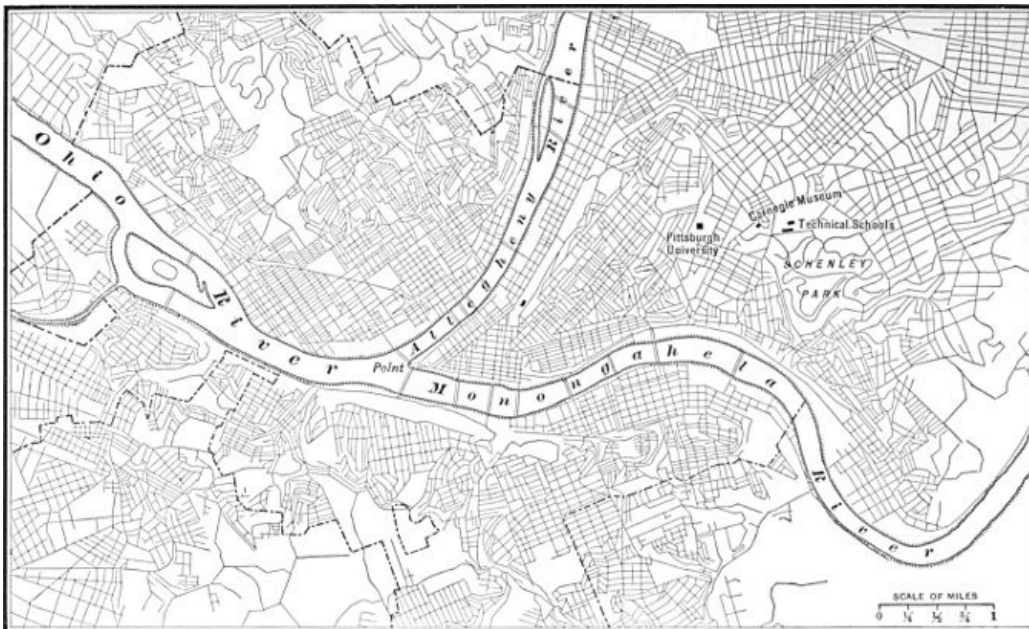 Ohio River
Allegheny River
Carnegie Museum
Technical Schools
Pittsburgh
University
SCHENLEY
PARK
Point
Monongahela River
SCALE OF MILES
0 ¼ ½ ¾ 1